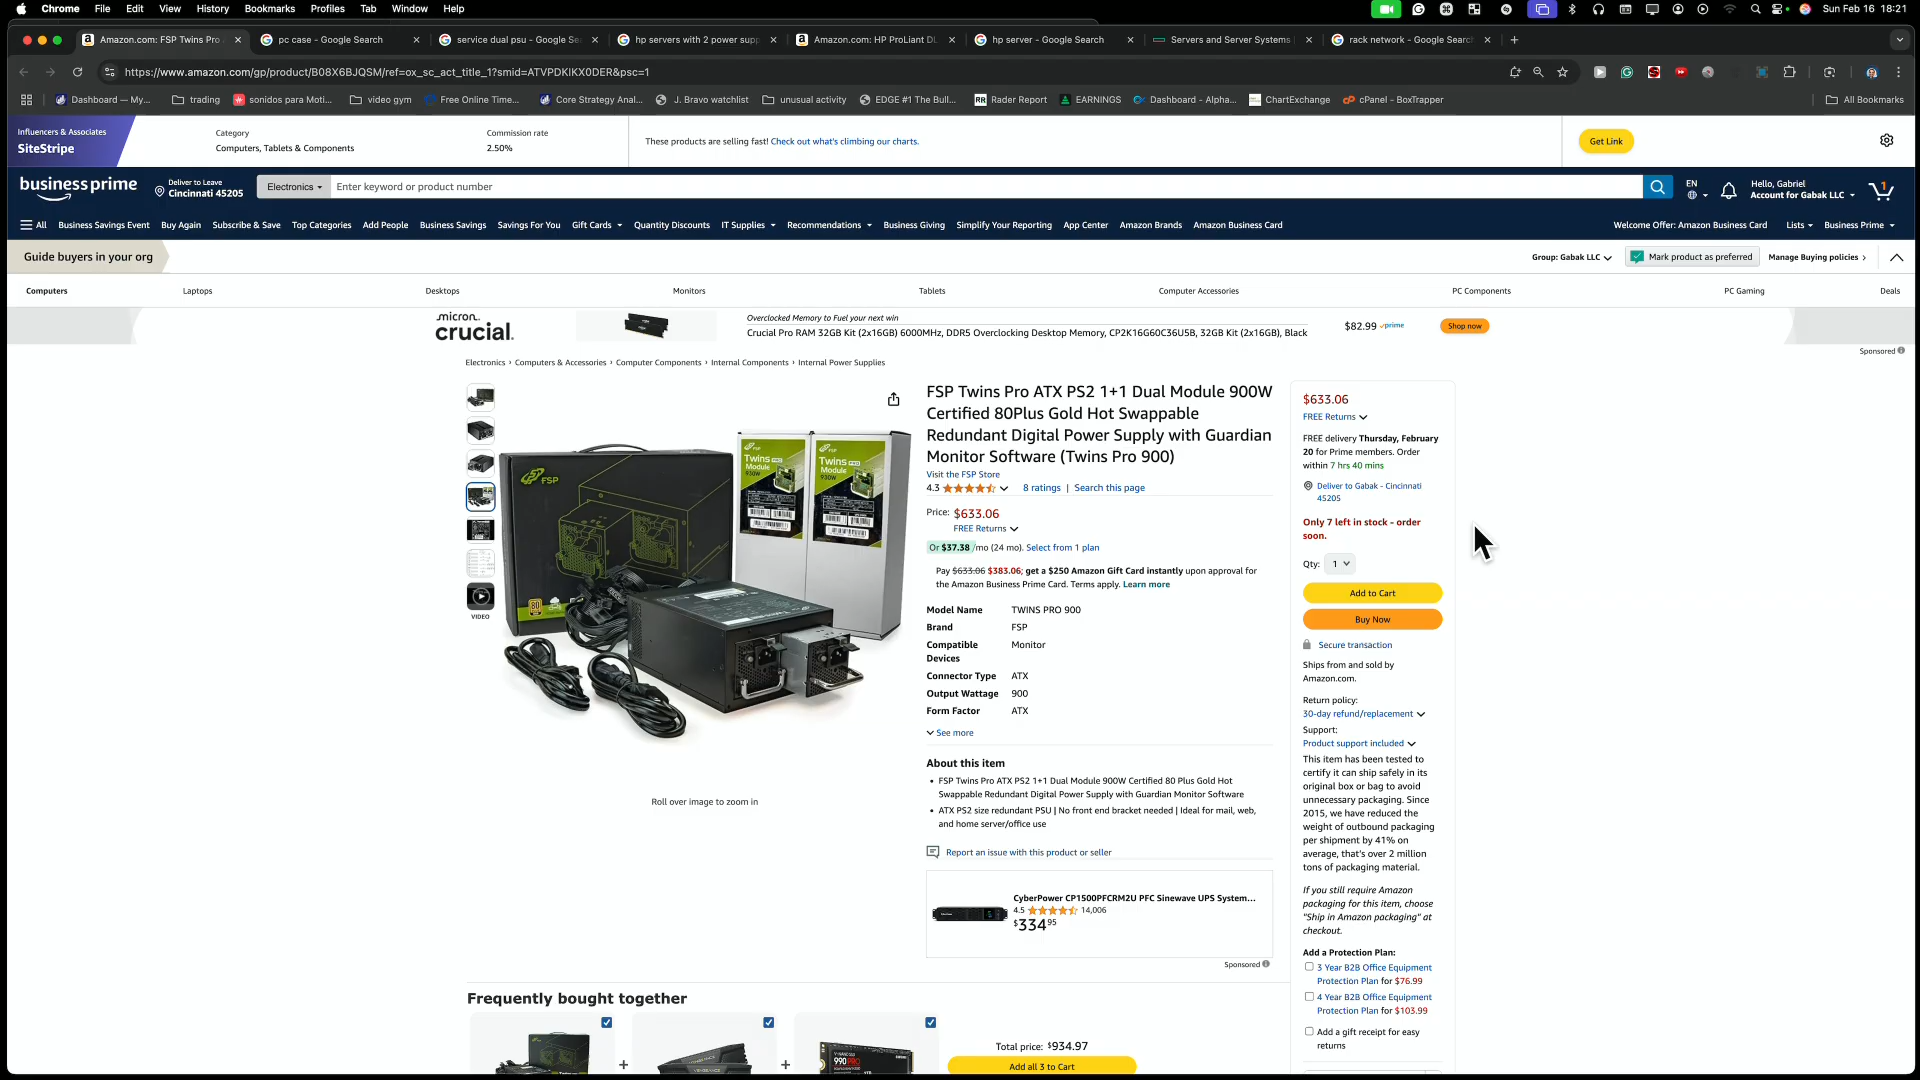 Chrome File Edit View History Bookmarks Profiles Tab Window Help Sun Feb 16 18:21
Amazon.com: FSP Twins Pro pc case - Google Search service dual psu - Google Se hp servers with 2 power supp Amazon.com: HP ProLiant DL hp server - Google Search Servers and Server Systems rack network - Google Search
https://www.amazon.com/gp/product/B08X6BJQSM/ref=ox_sc_act_title_1?smid=ATVPDKIKX0DER&psc=1
Dashboard — My... trading sonidos para Moti... video gym Free Online Time... Core Strategy Anal... J. Bravo watchlist unusual activity EDGE #1 The Bull... RR Rader Report EARNINGS Dashboard - Alpha... ChartExchange cPanel - BoxTrapper All Bookmarks
Influencers & Associates
SiteStripe
Category
Computers, Tablets & Components
Commission rate
2.50%
These products are selling fast! Check out what's climbing our charts.
Get Link
business prime
Deliver to Leave
Cincinnati 45205
Electronics
Enter keyword or product number
EN
Hello, Gabriel
Account for Gabak LLC
1
All Business Savings Event Buy Again Subscribe & Save Top Categories Add People Business Savings Savings For You Gift Cards Quantity Discounts IT Supplies Recommendations Business Giving Simplify Your Reporting App Center Amazon Brands Amazon Business Card Welcome Offer: Amazon Business Card Lists Business Prime
Guide buyers in your org
Group: Gabak LLC
Mark product as preferred
Manage Buying policies ›
Computers Laptops Desktops Monitors Tablets Computer Accessories PC Components PC Gaming Deals
micron
crucial
Overclocked Memory to Fuel your next win
Crucial Pro RAM 32GB Kit (2x16GB) 6000MHz, DDR5 Overclocking Desktop Memory, CP2K16G60C36U5B, 32GB Kit (2x16GB), Black
$82.99 prime
Shop now
Sponsored
Electronics › Computers & Accessories › Computer Components › Internal Components › Internal Power Supplies
FSP
Twins
Module
930W
Twins
Module
930W
VIDEO
Roll over image to zoom in
FSP Twins Pro ATX PS2 1+1 Dual Module 900W
Certified 80Plus Gold Hot Swappable
Redundant Digital Power Supply with Guardian
Monitor Software (Twins Pro 900)
Visit the FSP Store
4.3 8 ratings | Search this page
Price: $633.06
FREE Returns
Or $37.38 /mo (24 mo). Select from 1 plan
Pay $633.06 $383.06; get a $250 Amazon Gift Card instantly upon approval for
the Amazon Business Prime Card. Terms apply. Learn more
Model Name TWINS PRO 900
Brand FSP
Compatible Monitor
Devices
Connector Type ATX
Output Wattage 900
Form Factor ATX
See more
About this item
• FSP Twins Pro ATX PS2 1+1 Dual Module 900W Certified 80 Plus Gold Hot
Swappable Redundant Digital Power Supply with Guardian Monitor Software
• ATX PS2 size redundant PSU | No front end bracket needed | Ideal for mail, web,
and home server/office use
Report an issue with this product or seller
CyberPower CP1500PFCRM2U PFC Sinewave UPS System...
4.5 14,006
$334.95
Sponsored
$633.06
FREE Returns
FREE delivery Thursday, February
20 for Prime members. Order
within 7 hrs 40 mins
Deliver to Gabak - Cincinnati
45205
Only 7 left in stock - order
soon.
Qty: 1
Add to Cart
Buy Now
Secure transaction
Ships from and sold by
Amazon.com.
Return policy:
30-day refund/replacement
Support:
Product support included
This item has been tested to
certify it can ship safely in its
original box or bag to avoid
unnecessary packaging. Since
2015, we have reduced the
weight of outbound packaging
per shipment by 41% on
average, that's over 2 million
tons of packaging material.
If you still require Amazon
packaging for this item, choose
"Ship in Amazon packaging" at
checkout.
Add a Protection Plan:
3 Year B2B Office Equipment
Protection Plan for $76.99
4 Year B2B Office Equipment
Protection Plan for $103.99
Add a gift receipt for easy
returns
Frequently bought together
+
+
VENGEANCE
990 PRO
Total price: $934.97
Add all 3 to Cart